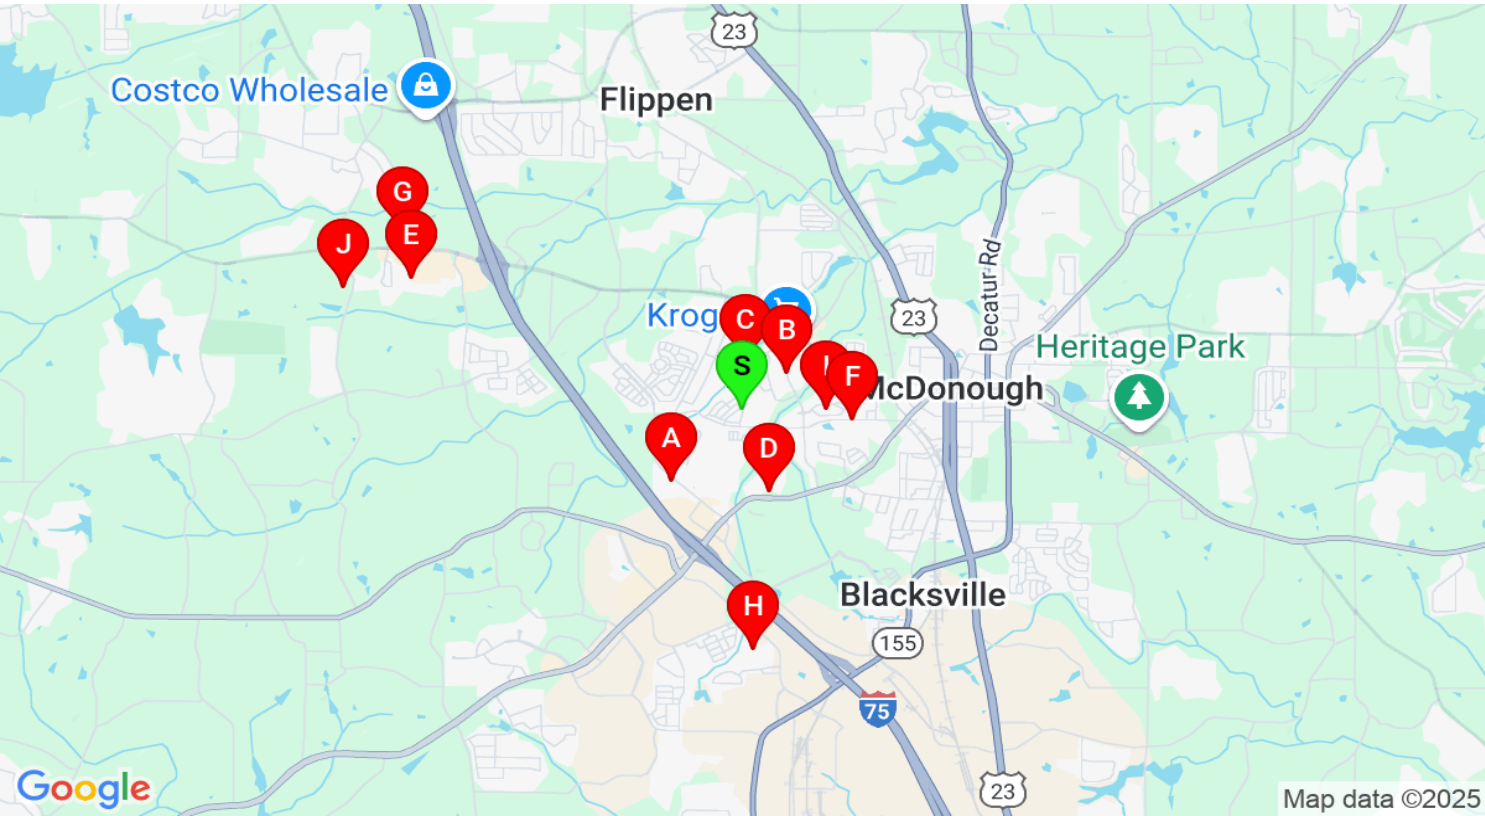 23
Costco Wholesale
Flippen
G
J
E
Decatur Rd
Krog
C
B
23
Heritage Park
S
I
F
McDonough
A
D
H
Blacksville
155
75
23
Google
Map data ©2025